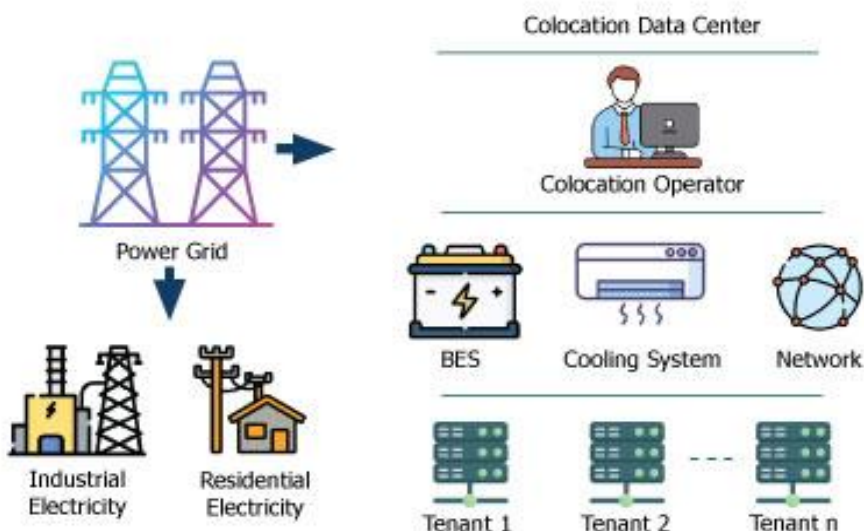 Colocation Data Center
Colocation Operator
Power Grid
BES
Cooling System
Network
Industrial
Electricity
Residential
Electricity
Tenant 1
Tenant 2
Tenant n